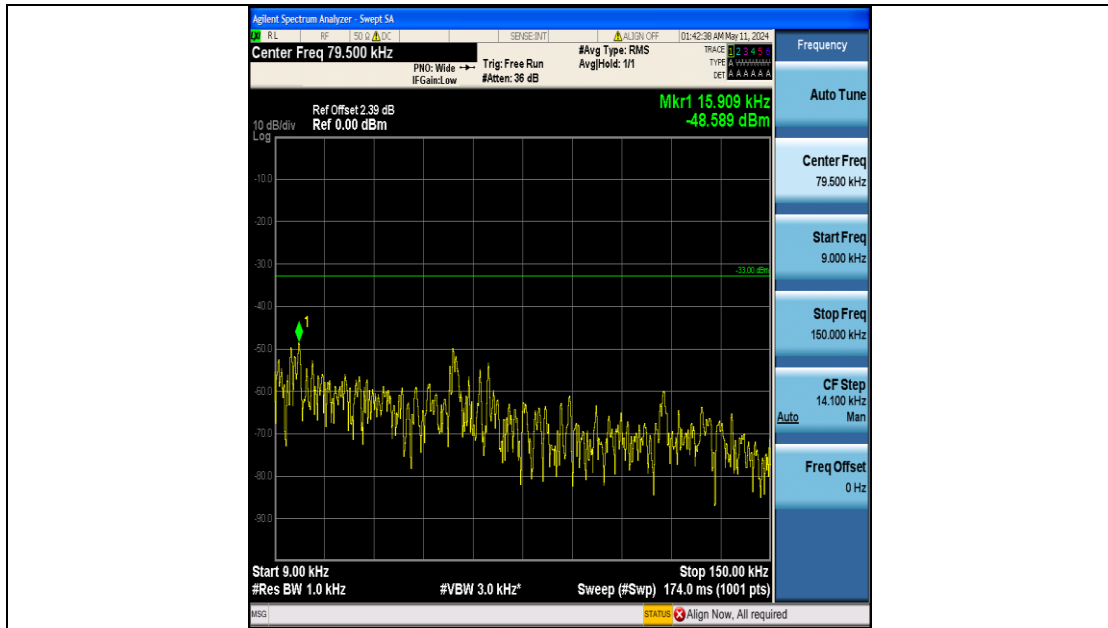 Agilent Spectrum Analyzer - Swept SA
RL RF 50 Ω DC SENSE:INT ALIGN OFF 01:42:38 AM May 11, 2024
Center Freq 79.500 kHz
PNO: Wide
IFGain:Low
Trig: Free Run
#Atten: 36 dB
#Avg Type: RMS
Avg|Hold: 1/1
TRACE 1 2 3 4 5 6
TYPE A WWWWW
DET A A A A A A
Ref Offset 2.39 dB
10 dB/div Ref 0.00 dBm
Log
Mkr1 15.909 kHz
-48.589 dBm
-10.0
-20.0
-30.0
-33.00 dBm
-40.0
1
-50.0
-60.0
-70.0
-80.0
-90.0
Start 9.00 kHz Stop 150.00 kHz
#Res BW 1.0 kHz #VBW 3.0 kHz* Sweep (#Swp) 174.0 ms (1001 pts)
MSG STATUS Align Now, All required
Frequency
Auto Tune
Center Freq
79.500 kHz
Start Freq
9.000 kHz
Stop Freq
150.000 kHz
CF Step
14.100 kHz
Auto Man
Freq Offset
0 Hz